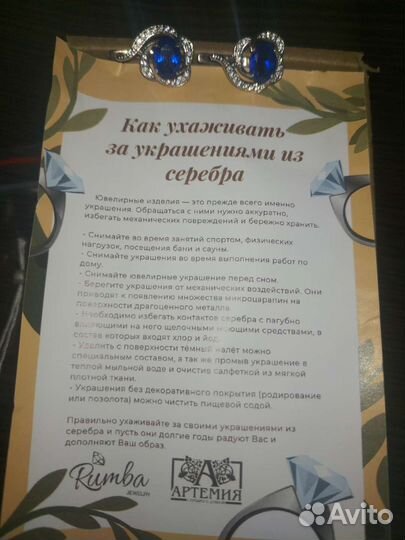 Как ухаживать
за украшениями из
серебра
Ювелирные изделия — это прежде всего именно
украшения. Обращаться с ними нужно аккуратно,
избегать механических повреждений и бережно хранить.
- Снимайте во время занятий спортом, физических
нагрузок, посещения бани и сауны.
- Снимайте украшения во время выполнения работ по
дому.
- Снимайте ювелирные украшение перед сном.
- Берегите украшения от механических воздействий. Они
приводят к появлению множества микроцарапин на
поверхности драгоценного металла.
- Необходимо избегать контактов серебра с пагубно
влияющими на него щелочными моющими средствами, в
состав которых входят хлор и йод.
- Удалить с поверхности тёмный налёт можно
специальным составом, а так же промыв украшение в
теплой мыльной воде и очистив салфеткой из мягкой
плотной ткани.
- Украшения без декоративного покрытия (родирование
или позолота) можно чистить пищевой содой.
Правильно ухаживайте за своими украшениями из
серебра и пусть они долгие годы радуют Вас и
дополняют Ваш образ.
Rumba
JEWELRY
АРТЕМИЯ
Avito